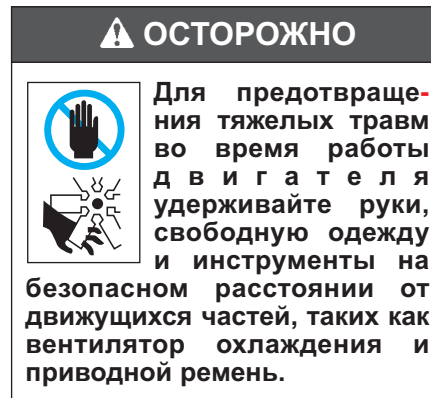 ОСТОРОЖНО
Для предотвраще-
ния тяжелых травм
во время работы
двигателя
удерживайте руки,
свободную одежду
и инструменты на
безопасном расстоянии от
движущихся частей, таких как
вентилятор охлаждения и
приводной ремень.